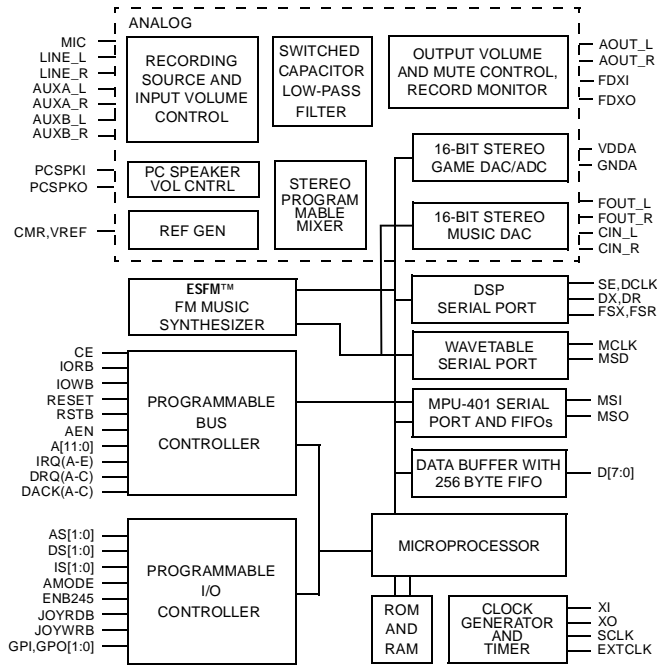 ANALOG
MIC
LINE_L
LINE_R
AUXA_L
AUXA_R
AUXB_L
AUXB_R
PCSPKI
PCSPKO
CMR,VREF
RECORDING
SOURCE AND
INPUT VOLUME
CONTROL
SWITCHED
CAPACITOR
LOW-PASS
FILTER
OUTPUT VOLUME
AND MUTE CONTROL,
RECORD MONITOR
AOUT_L
AOUT_R
FDXI
FDXO
PC SPEAKER
VOL CNTRL
REF GEN
STEREO
PROGRAM
MABLE
MIXER
16-BIT STEREO
GAME DAC/ADC
VDDA
GNDA
16-BIT STEREO
MUSIC DAC
FOUT_L
FOUT_R
CIN_L
CIN_R
ESFM™
FM MUSIC
SYNTHESIZER
DSP
SERIAL PORT
SE,DCLK
DX,DR
FSX,FSR
WAVETABLE
SERIAL PORT
MCLK
MSD
CE
IORB
IOWB
RESET
RSTB
AEN
A[11:0]
IRQ(A-E)
DRQ(A-C)
DACK(A-C)
PROGRAMMABLE
BUS
CONTROLLER
MPU-401 SERIAL
PORT AND FIFOs
MSI
MSO
DATA BUFFER WITH
256 BYTE FIFO
D[7:0]
AS[1:0]
DS[1:0]
IS[1:0]
AMODE
ENB245
JOYRDB
JOYWRB
GPI,GPO[1:0]
PROGRAMMABLE
I/O
CONTROLLER
MICROPROCESSOR
ROM
AND
RAM
CLOCK
GENERATOR
AND
TIMER
XI
XO
SCLK
EXTCLK